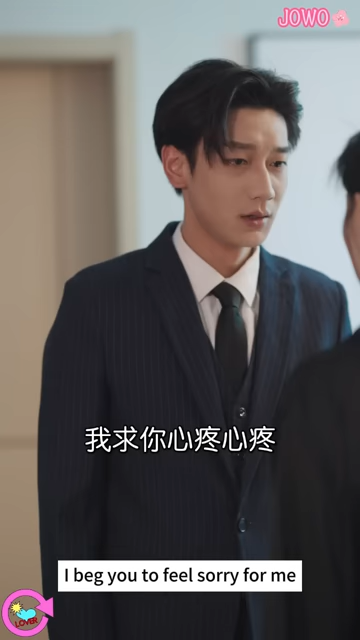 JOWO
我求你心疼心疼
I beg you to feel sorry for me
LOVER